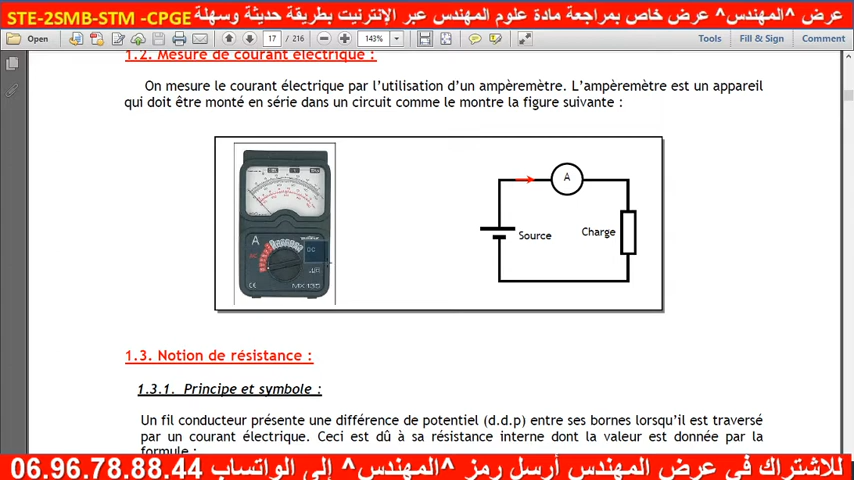 عرض ^المهندس^ عرض خاص بمراجعة مادة علوم المهندس عبر الإنترنيت بطريقة حديثة وسهلة STE-2SMB-STM -CPGE
Open 17 / 216 143% Tools Fill & Sign Comment
1.2. Mesure de courant électrique :
On mesure le courant électrique par l'utilisation d'un ampèremètre. L'ampèremètre est un appareil
qui doit être monté en série dans un circuit comme le montre la figure suivante :
A
Source
Charge
A
DC
MX 135
CE
1.3. Notion de résistance :
1.3.1. Principe et symbole :
Un fil conducteur présente une différence de potentiel (d.d.p) entre ses bornes lorsqu'il est traversé
par un courant électrique. Ceci est dû à sa résistance interne dont la valeur est donnée par la
formule :
للاشتراك في عرض المهندس أرسل رمز ^المهندس^ إلى الواتساب 06.96.78.88.44